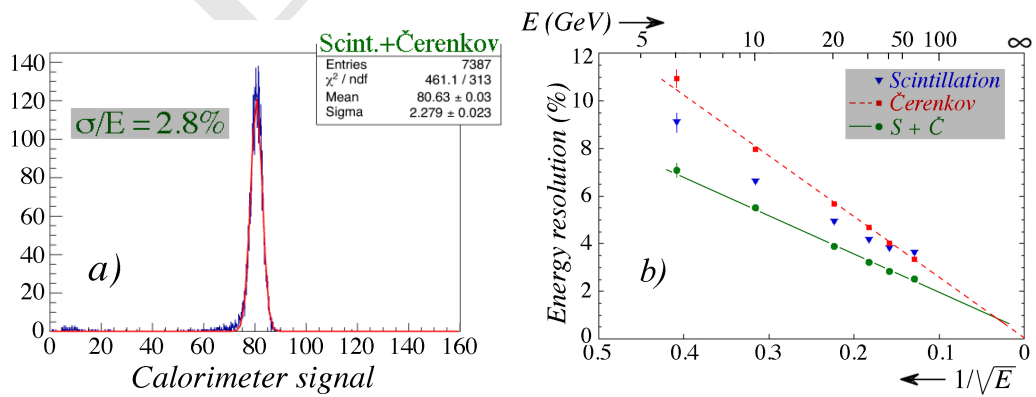 Scint.+Čerenkov
Entries 7387
χ² / ndf 461.1 / 313
Mean 80.63 ± 0.03
Sigma 2.279 ± 0.023
σ/E = 2.8%
140
120
100
80
60
40
20
0
a)
0 20 40 60 80 100 120 140 160
Calorimeter signal
E (GeV)
5 10 20 30 50 100 ∞
Energy resolution (%)
12
10
8
6
4
2
0
Scintillation
Čerenkov
S + Č
b)
0.5 0.4 0.3 0.2 0.1 0
1/√E